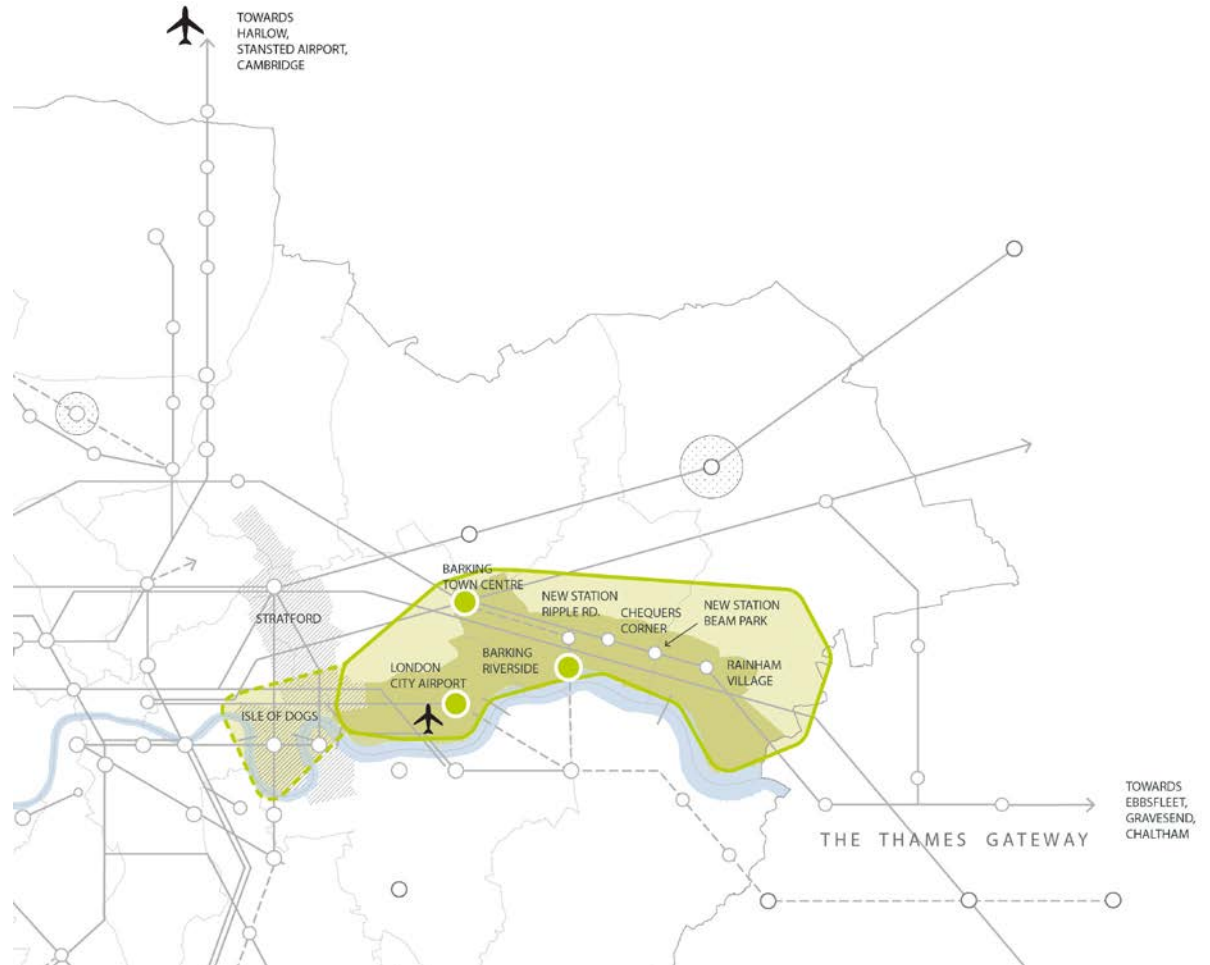 TOWARDS
HARLOW,
STANSTED AIRPORT,
CAMBRIDGE
BARKING
TOWN CENTRE
NEW STATION
RIPPLE RD.
CHEQUERS
CORNER
NEW STATION
BEAM PARK
STRATFORD
BARKING
RIVERSIDE
RAINHAM
VILLAGE
LONDON
CITY AIRPORT
ISLE OF DOGS
TOWARDS
EBBSFLEET,
GRAVESEND,
CHALTHAM
THE THAMES GATEWAY